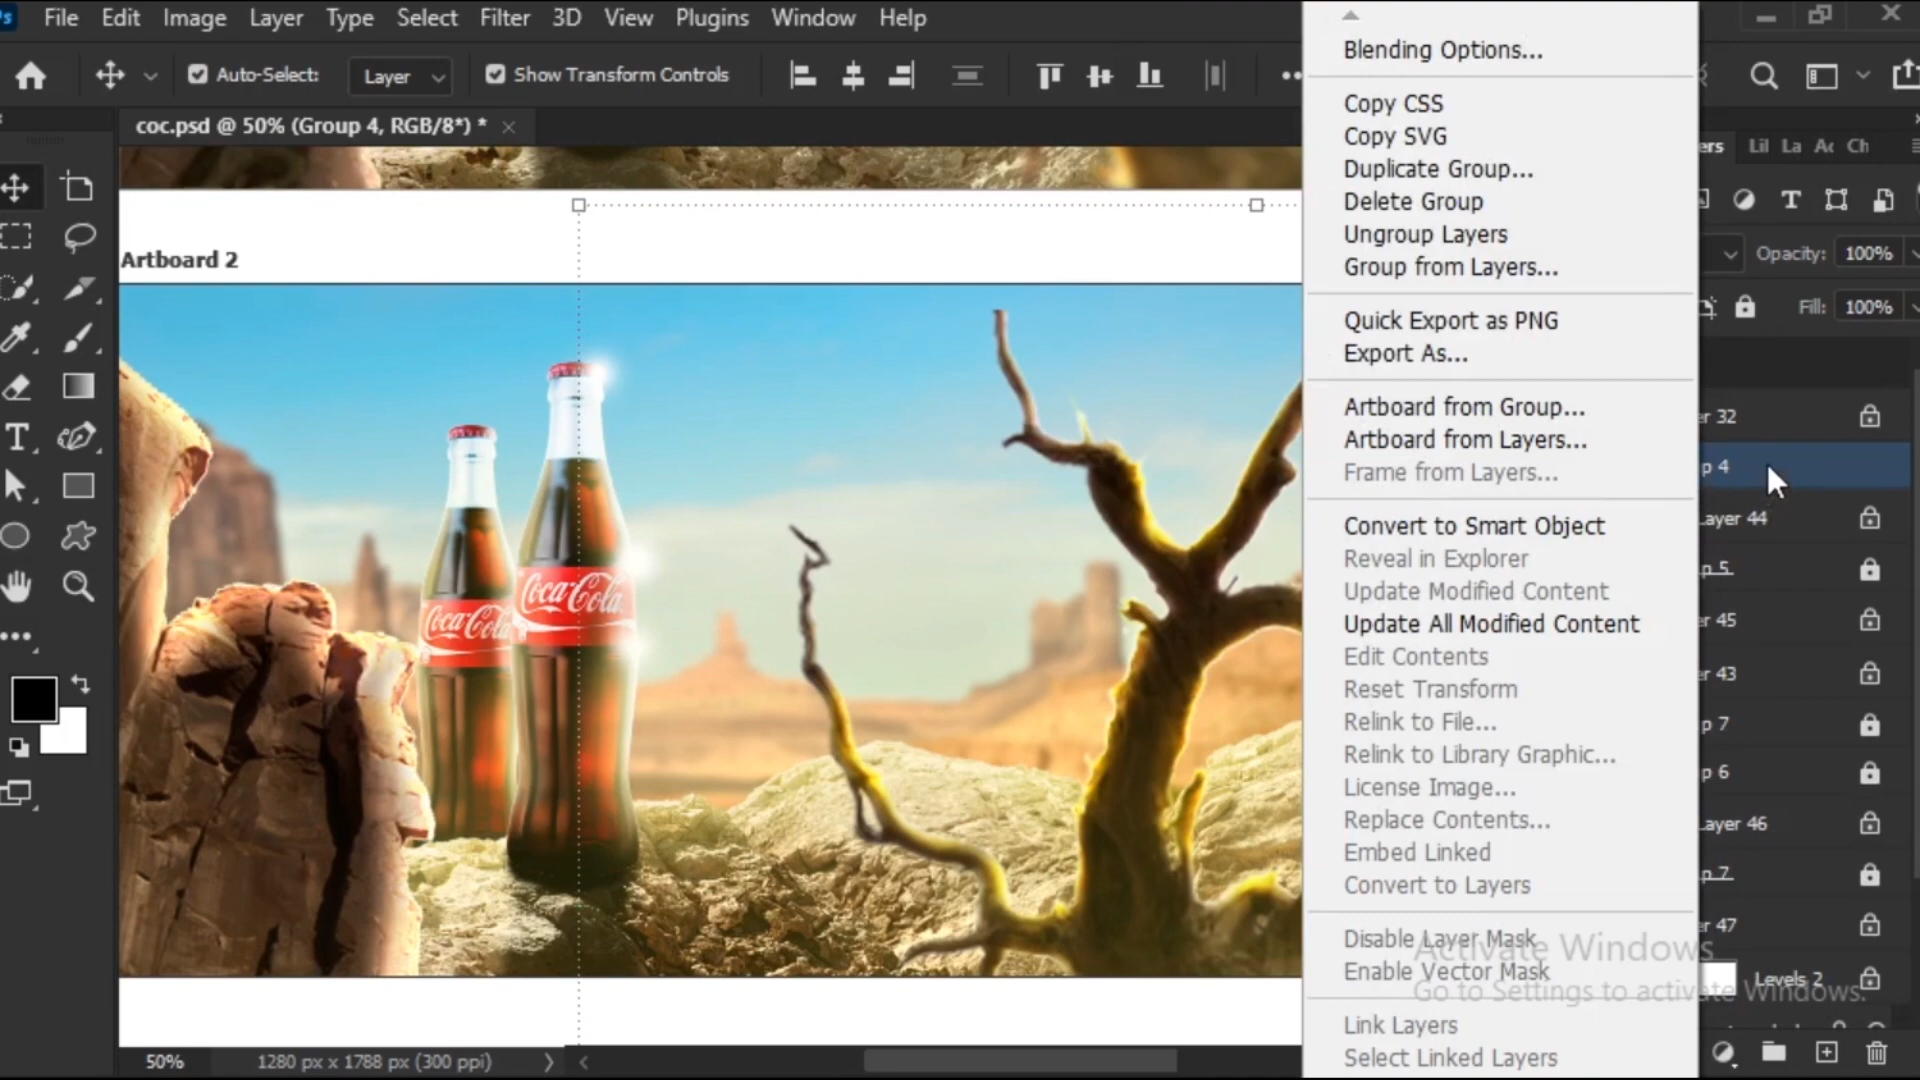 File Edit Image Layer Type Select Filter 3D View Plugins Window Help
Auto-Select: Layer Show Transform Controls
coc.psd @ 50% (Group 4, RGB/8*) *
Artboard 2
Coca-Cola
Coca-Cola
50% 1280 px x 1788 px (300 ppi)
Blending Options...
Copy CSS
Copy SVG
Duplicate Group...
Delete Group
Ungroup Layers
Group from Layers...
Quick Export as PNG
Export As...
Artboard from Group...
Artboard from Layers...
Frame from Layers...
Convert to Smart Object
Reveal in Explorer
Update Modified Content
Update All Modified Content
Edit Contents
Reset Transform
Relink to File...
Relink to Library Graphic...
License Image...
Replace Contents...
Embed Linked
Convert to Layers
Disable Layer Mask
Enable Vector Mask
Link Layers
Select Linked Layers
ers Lil La Ac Ch
Opacity: 100%
Fill: 100%
er 32
p 4
Layer 44
p 5
er 45
er 43
p 7
p 6
Layer 46
p 7
er 47
Levels 2
Activate Windows
Go to Settings to activate Windows.